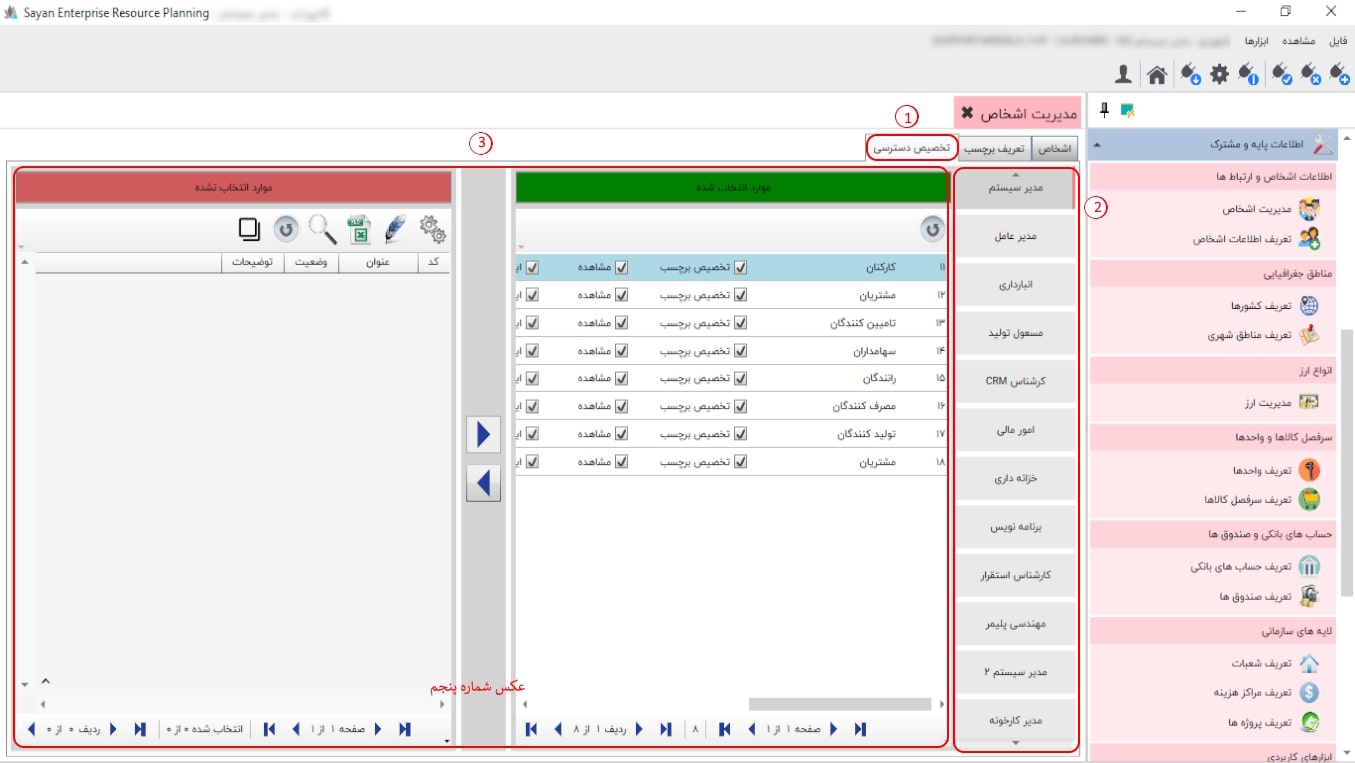 Sayan Enterprise Resource Planning
فایل مشاهده ابزارها
مدیریت اشخاص
اشخاص
تعریف برچسب
تخصیص دسترسی
1
2
3
اطلاعات پایه و مشترک
اطلاعات اشخاص و ارتباط ها
مدیریت اشخاص
تعریف اطلاعات اشخاص
مناطق جغرافیایی
تعریف کشورها
تعریف مناطق شهری
انواع ارز
مدیریت ارز
سرفصل کالاها و واحدها
تعریف واحدها
تعریف سرفصل کالاها
حساب های بانکی و صندوق ها
تعریف حساب های بانکی
تعریف صندوق ها
لایه های سازمانی
تعریف شعبات
تعریف مراکز هزینه
تعریف پروژه ها
ابزارهای کاربردی
مدیر سیستم
مدیر عامل
انبارداری
مسعول تولید
کرشناس CRM
امور مالی
خزانه داری
برنامه نویس
کارشناس استقرار
مهندسی پلیمر
مدیر سیستم ۲
مدیر کارخونه
موارد انتخاب شده
۱۱ کارکنان تخصیص برچسب مشاهده
۱۲ مشتریان تخصیص برچسب مشاهده
۱۳ تامیین کنندگان تخصیص برچسب مشاهده
۱۴ سهامداران تخصیص برچسب مشاهده
۱۵ رانندگان تخصیص برچسب مشاهده
۱۶ مصرف کنندگان تخصیص برچسب مشاهده
۱۷ تولید کنندگان تخصیص برچسب مشاهده
۱۸ مشتریان تخصیص برچسب مشاهده
صفحه ۱ از ۱ ۸ ردیف ۱ از ۸
موارد انتخاب نشده
کد عنوان وضعیت توضیحات
عکس شماره پنجم
صفحه ۱ از ۱ انتخاب شده ۰ از ۰ ردیف ۰ از ۰